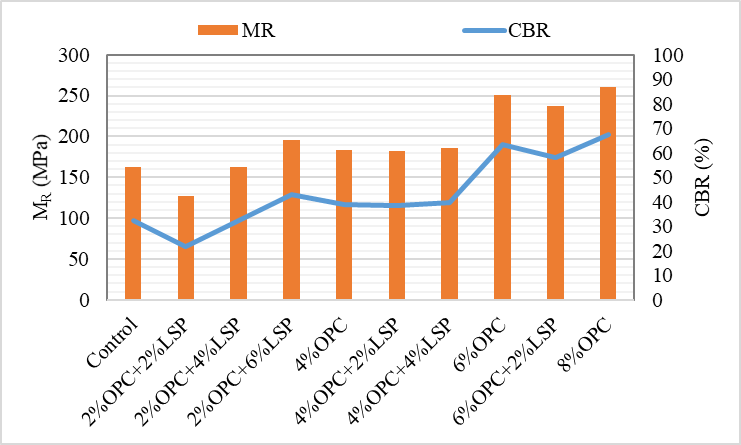 MR
CBR
300
250
200
150
100
50
0
MR (MPa)
100
90
80
70
60
50
40
30
20
10
0
CBR (%)
Control
2%OPC+2%LSP
2%OPC+4%LSP
2%OPC+6%LSP
4%OPC
4%OPC+2%LSP
4%OPC+4%LSP
6%OPC
6%OPC+2%LSP
8%OPC